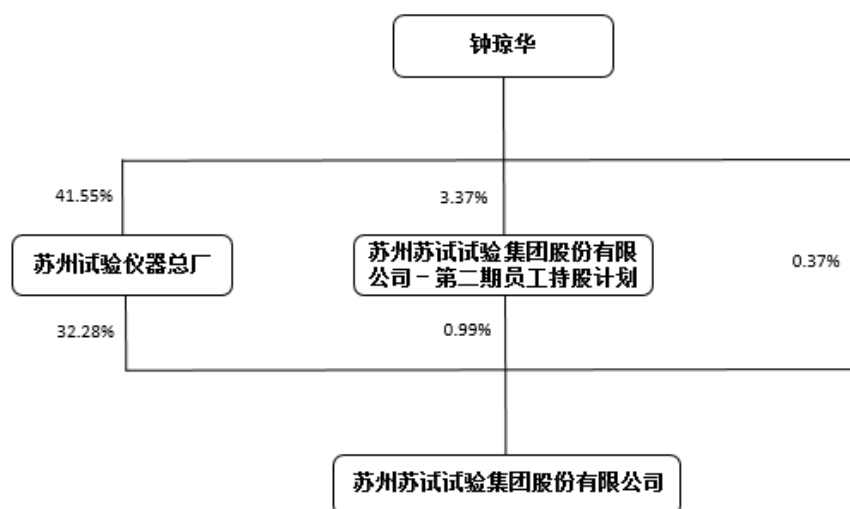 钟琼华
41.55%
3.37%
苏州试验仪器总厂
苏州苏试试验集团股份有限
公司－第二期员工持股计划
0.37%
32.28%
0.99%
苏州苏试试验集团股份有限公司